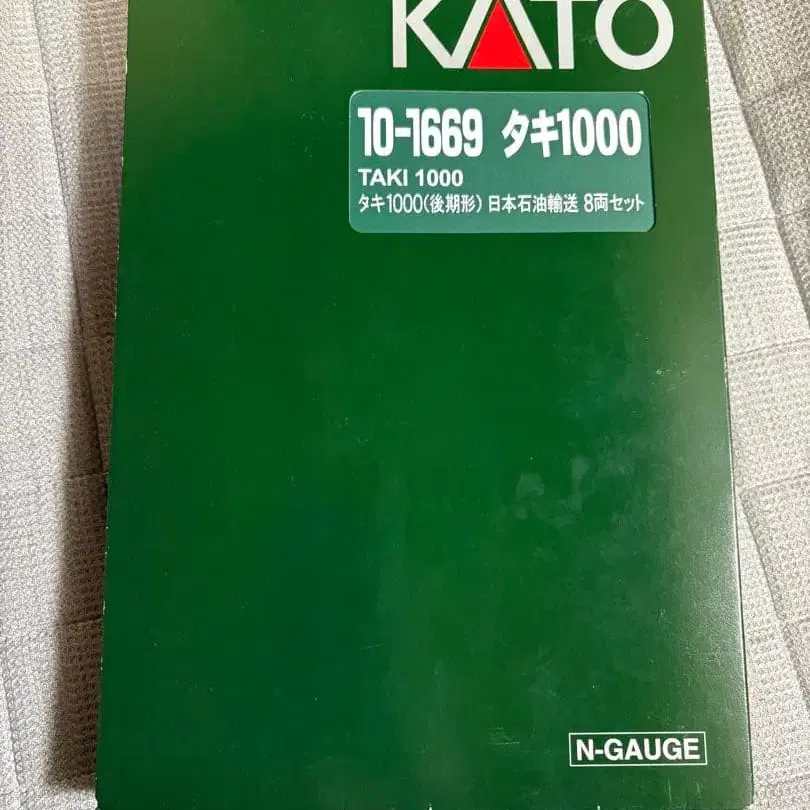 KATO
10-1669 タキ1000
TAKI 1000
タキ1000(後期形) 日本石油輸送 8両セット
N-GAUGE